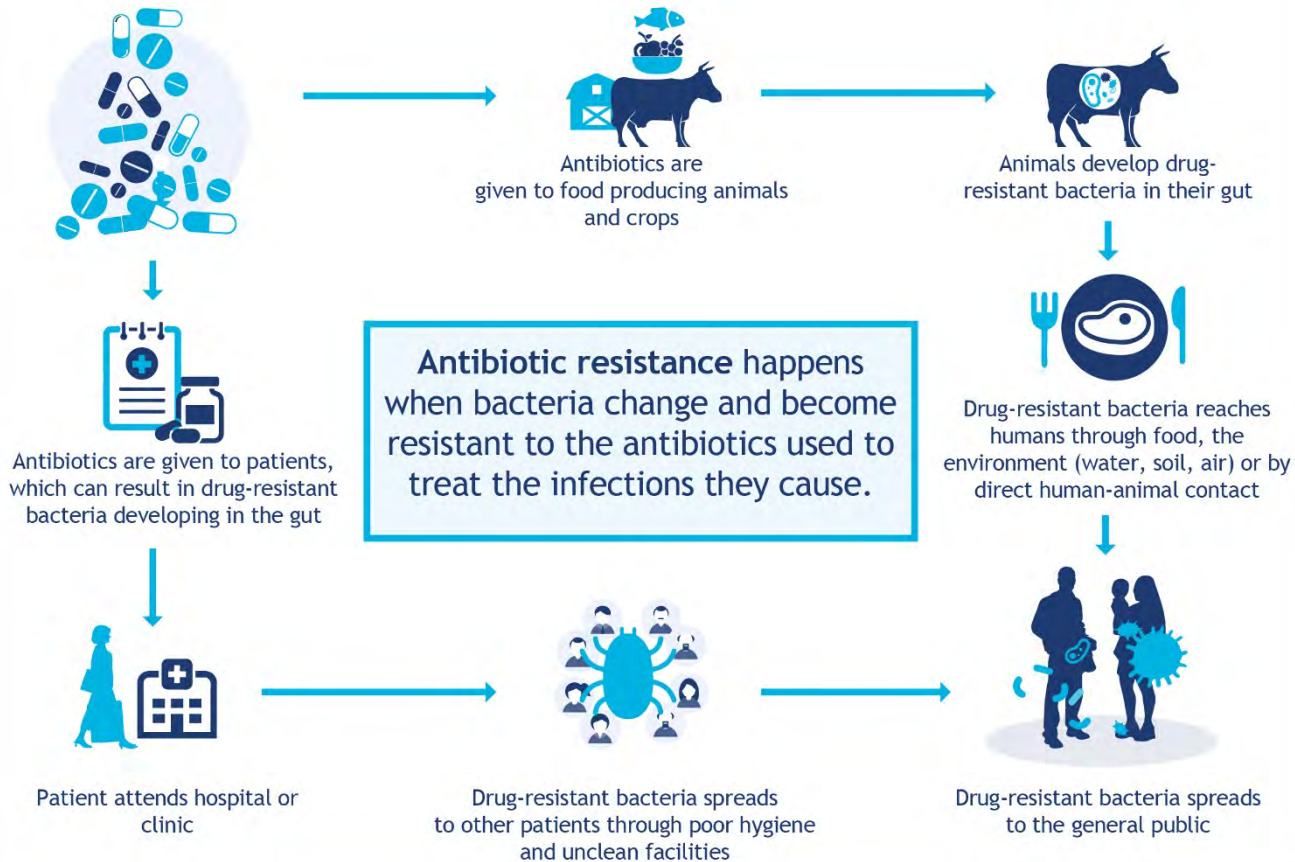 Antibiotics are
given to food producing animals
and crops
Animals develop drug-
resistant bacteria in their gut
Antibiotics are given to patients,
which can result in drug-resistant
bacteria developing in the gut
Antibiotic resistance happens
when bacteria change and become
resistant to the antibiotics used to
treat the infections they cause.
Drug-resistant bacteria reaches
humans through food, the
environment (water, soil, air) or by
direct human-animal contact
Patient attends hospital or
clinic
Drug-resistant bacteria spreads
to other patients through poor hygiene
and unclean facilities
Drug-resistant bacteria spreads
to the general public